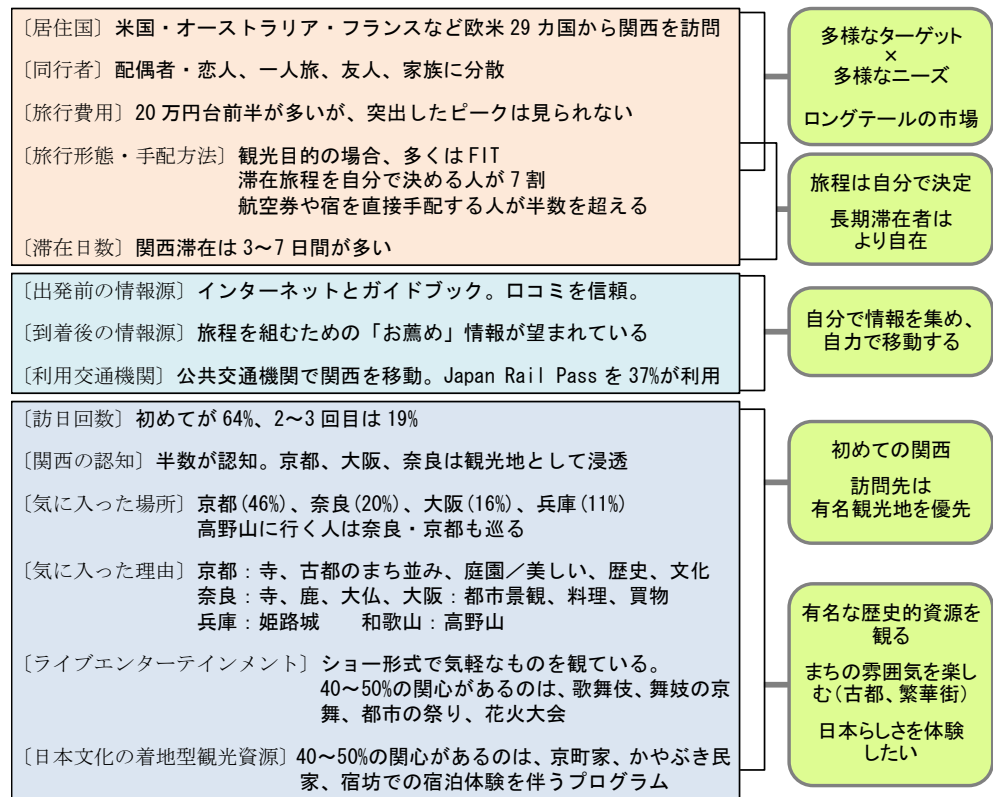 〔居住国〕米国・オーストラリア・フランスなど欧米 29 カ国から関西を訪問
〔同行者〕配偶者・恋人、一人旅、友人、家族に分散
〔旅行費用〕20 万円台前半が多いが、突出したピークは見られない
〔旅行形態・手配方法〕観光目的の場合、多くは FIT
滞在旅程を自分で決める人が 7 割
航空券や宿を直接手配する人が半数を超える
〔滞在日数〕関西滞在は 3～7 日間が多い
多様なターゲット
×
多様なニーズ
ロングテールの市場
旅程は自分で決定
長期滞在者は
より自在
〔出発前の情報源〕インターネットとガイドブック。口コミを信頼。
〔到着後の情報源〕旅程を組むための「お薦め」情報が望まれている
〔利用交通機関〕公共交通機関で関西を移動。Japan Rail Pass を 37%が利用
自分で情報を集め、
自力で移動する
〔訪日回数〕初めてが 64%、2～3 回目は 19%
〔関西の認知〕半数が認知。京都、大阪、奈良は観光地として浸透
〔気に入った場所〕京都(46%)、奈良(20%)、大阪(16%)、兵庫(11%)
高野山に行く人は奈良・京都も巡る
〔気に入った理由〕京都：寺、古都のまち並み、庭園／美しい、歴史、文化
奈良：寺、鹿、大仏、大阪：都市景観、料理、買物
兵庫：姫路城　　和歌山：高野山
〔ライブエンターテインメント〕ショー形式で気軽なものを観ている。
40～50%の関心があるのは、歌舞伎、舞妓の京
舞、都市の祭り、花火大会
〔日本文化の着地型観光資源〕40～50%の関心があるのは、京町家、かやぶき民
家、宿坊での宿泊体験を伴うプログラム
初めての関西
訪問先は
有名観光地を優先
有名な歴史的資源を
観る
まちの雰囲気を楽し
む（古都、繁華街）
日本らしさを体験
したい